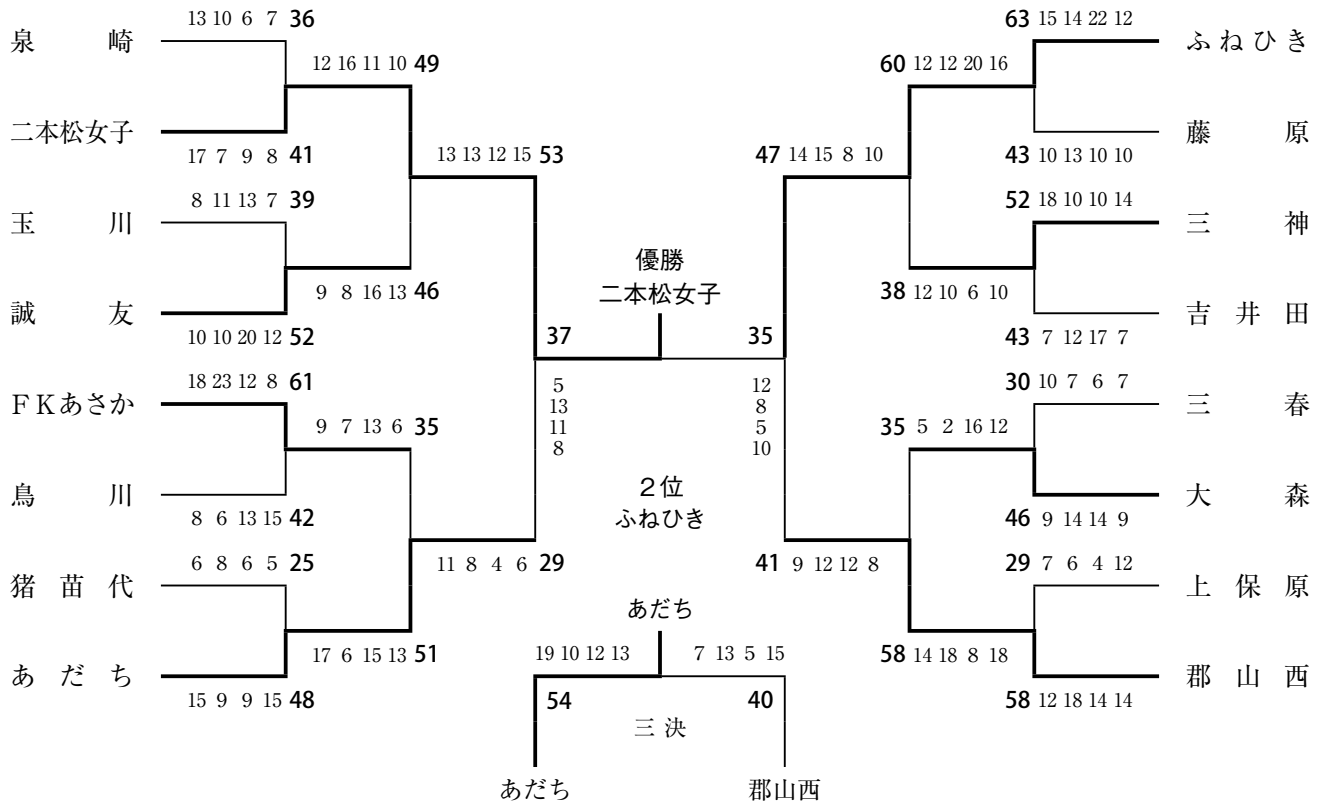 泉崎
13 10 6 7 36
12 16 11 10 49
二本松女子
17 7 9 8 41
13 13 12 15 53
玉川
8 11 13 7 39
9 8 16 13 46
誠友
10 10 20 12 52
FKあさか
18 23 12 8 61
9 7 13 6 35
鳥川
8 6 13 15 42
11 8 4 6 29
猪苗代
6 8 6 5 25
17 6 15 13 51
あだち
15 9 9 15 48
優勝
二本松女子
37
35
5
13
11
8
12
8
5
10
2位
ふねひき
あだち
19 10 12 13
7 13 5 15
54
40
三決
あだち
郡山西
63 15 14 22 12
ふねひき
60 12 12 20 16
藤原
43 10 13 10 10
47 14 15 8 10
52 18 10 10 14
三神
38 12 10 6 10
吉井田
43 7 12 17 7
30 10 7 6 7
三春
35 5 2 16 12
大森
46 9 14 14 9
41 9 12 12 8
29 7 6 4 12
上保原
58 14 18 8 18
郡山西
58 12 18 14 14